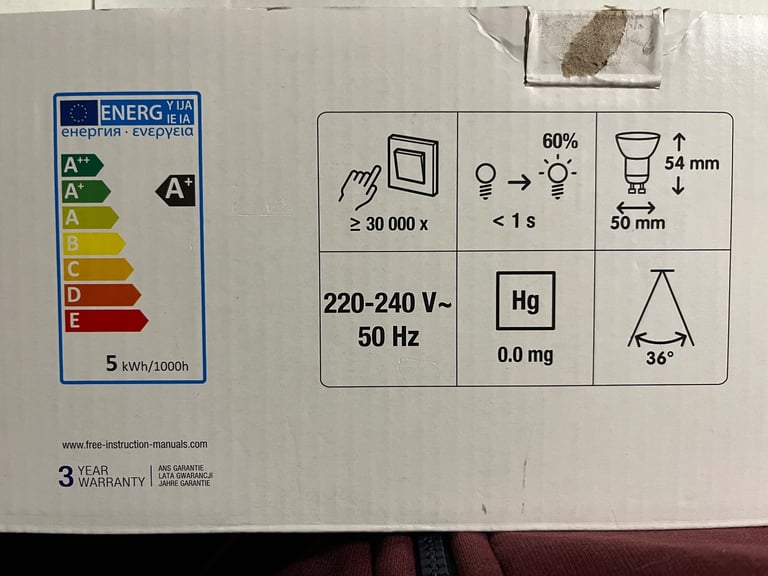 ENERG Y IJA
IE IA
енергия · ενεργεια
A++
A+
A
B
C
D
E
A+
5 kWh/1000h
≥ 30 000 x
60%
< 1 s
54 mm
50 mm
220-240 V~
50 Hz
Hg
0.0 mg
36°
www.free-instruction-manuals.com
3 YEAR
WARRANTY
ANS GARANTIE
LATA GWARANCJI
JAHRE GARANTIE